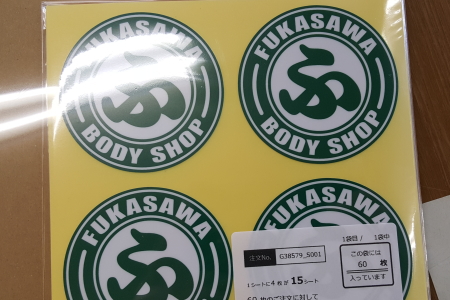 FUKASAWA
ふ
BODY SHOP
FUKASAWA
ふ
BODY SHOP
FUKASAWA
ふ
FUKASAWA
1袋目 / 1袋中
注文No. G38579_S001
この袋には
60 枚
入っています
1シートに4枚が15シート
60枚のご注文に対して